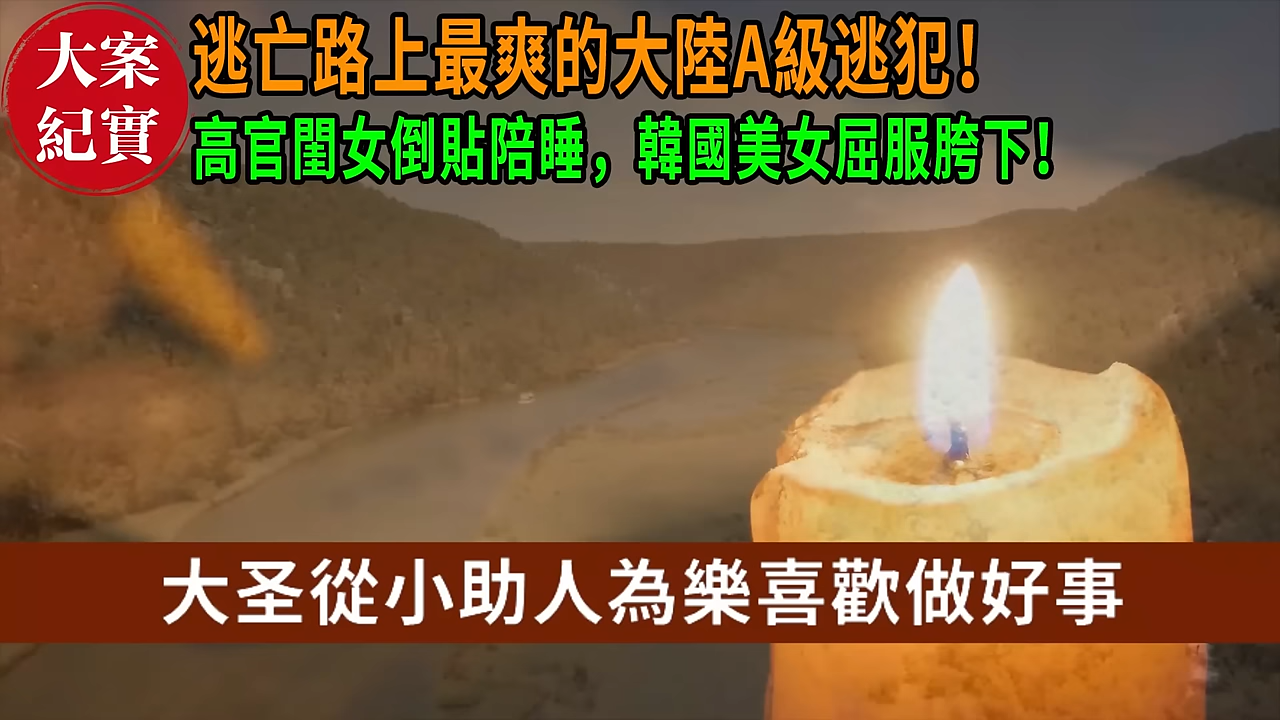 大案
紀實
逃亡路上最爽的大陸A級逃犯！
高官閨女倒貼陪睡，韓國美女屈服胯下！
大圣從小助人為樂喜歡做好事